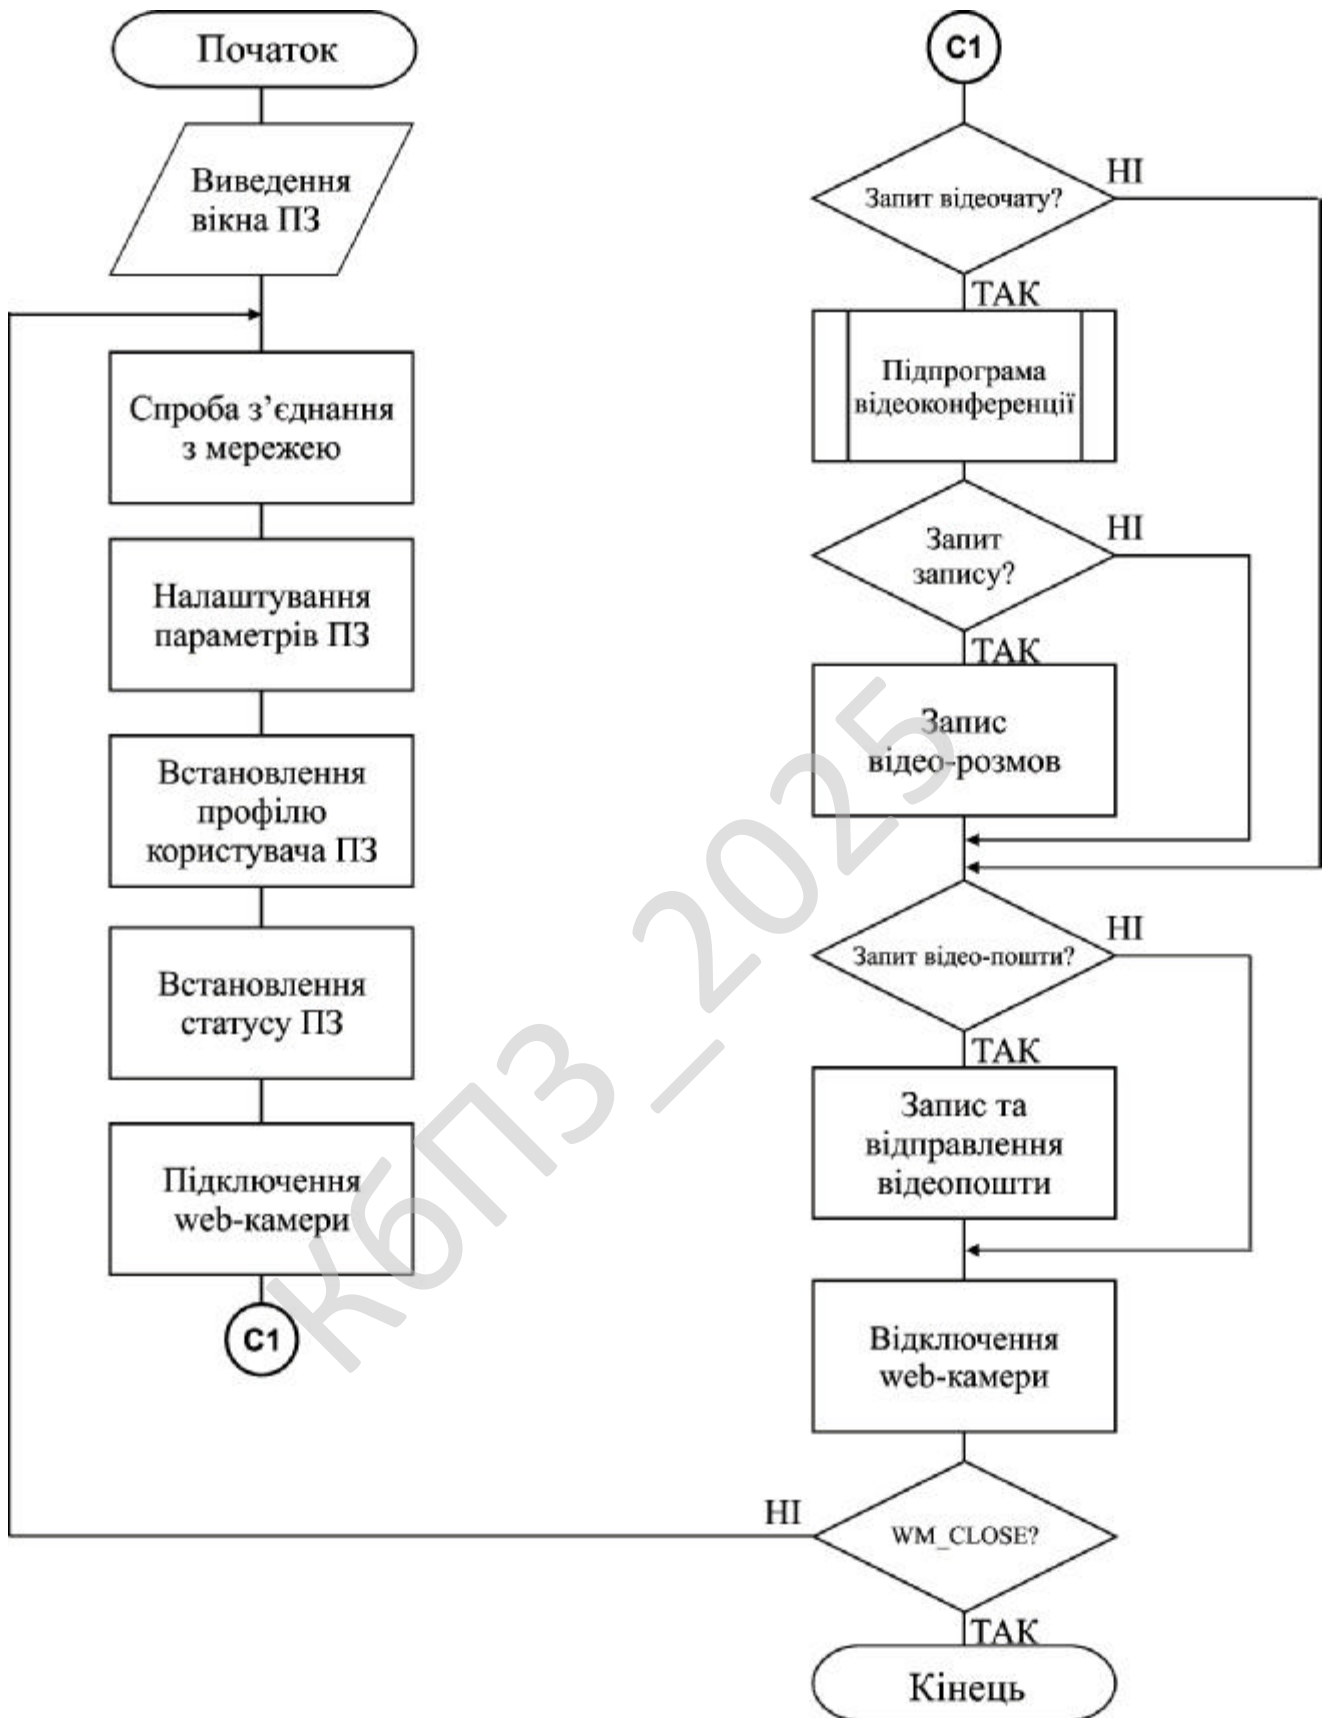 Початок
Виведення
вікна ПЗ
Спроба з’єднання
з мережею
Налаштування
параметрів ПЗ
Встановлення
профілю
користувача ПЗ
Встановлення
статусу ПЗ
Підключення
web-камери
C1
C1
Запит відеочату?
НІ
ТАК
Підпрограма
відеоконференції
Запит
запису?
НІ
ТАК
Запис
відео-розмов
Запит відео-пошти?
НІ
ТАК
Запис та
відправлення
відеопошти
Відключення
web-камери
WM_CLOSE?
НІ
ТАК
Кінець
КбПЗ_2025